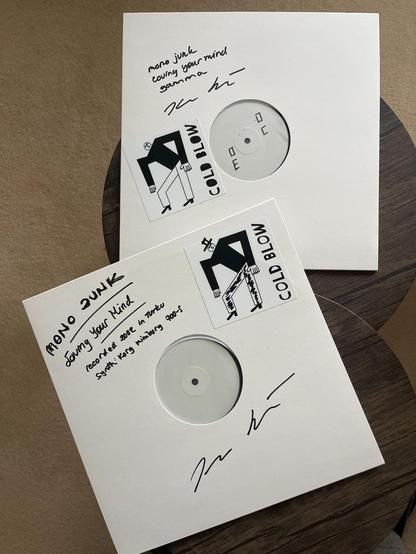 mono junk
loving your mind
gamma
COLD BLOW
MONO JUNK
Loving Your Mind
recorded 2002 in Turku
Synth: Korg Minikorg 700-S
COLD BLOW